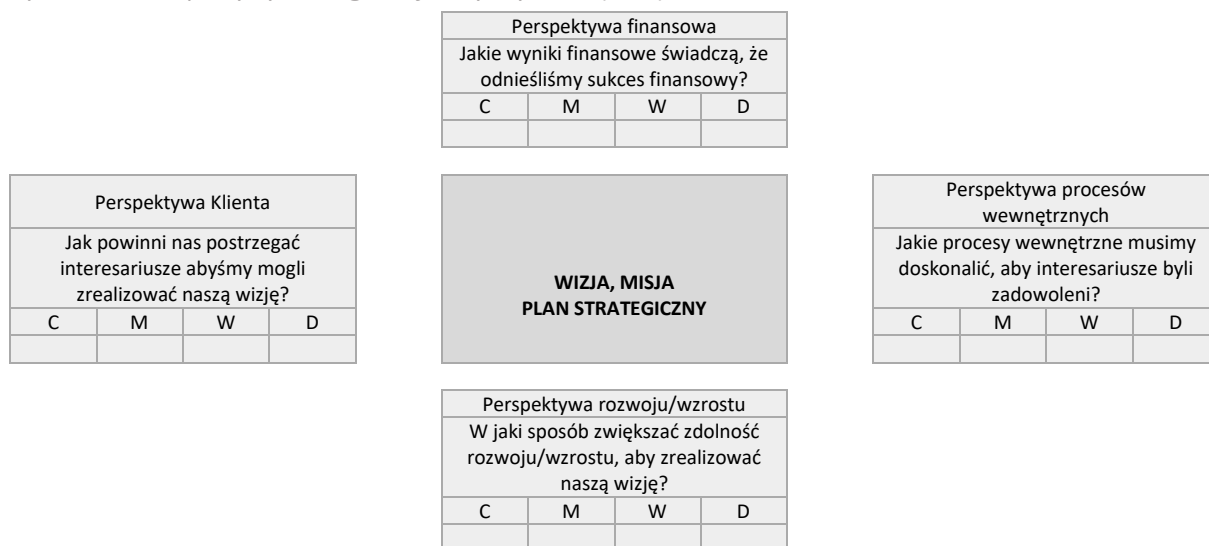 Perspektywa finansowa
Jakie wyniki finansowe świadczą, że
odnieśliśmy sukces finansowy?
C M W D
Perspektywa Klienta
Jak powinni nas postrzegać
interesariusze abyśmy mogli
zrealizować naszą wizję?
C M W D
WIZJA, MISJA
PLAN STRATEGICZNY
Perspektywa procesów
wewnętrznych
Jakie procesy wewnętrzne musimy
doskonalić, aby interesariusze byli
zadowoleni?
C M W D
Perspektywa rozwoju/wzrostu
W jaki sposób zwiększać zdolność
rozwoju/wzrostu, aby zrealizować
naszą wizję?
C M W D